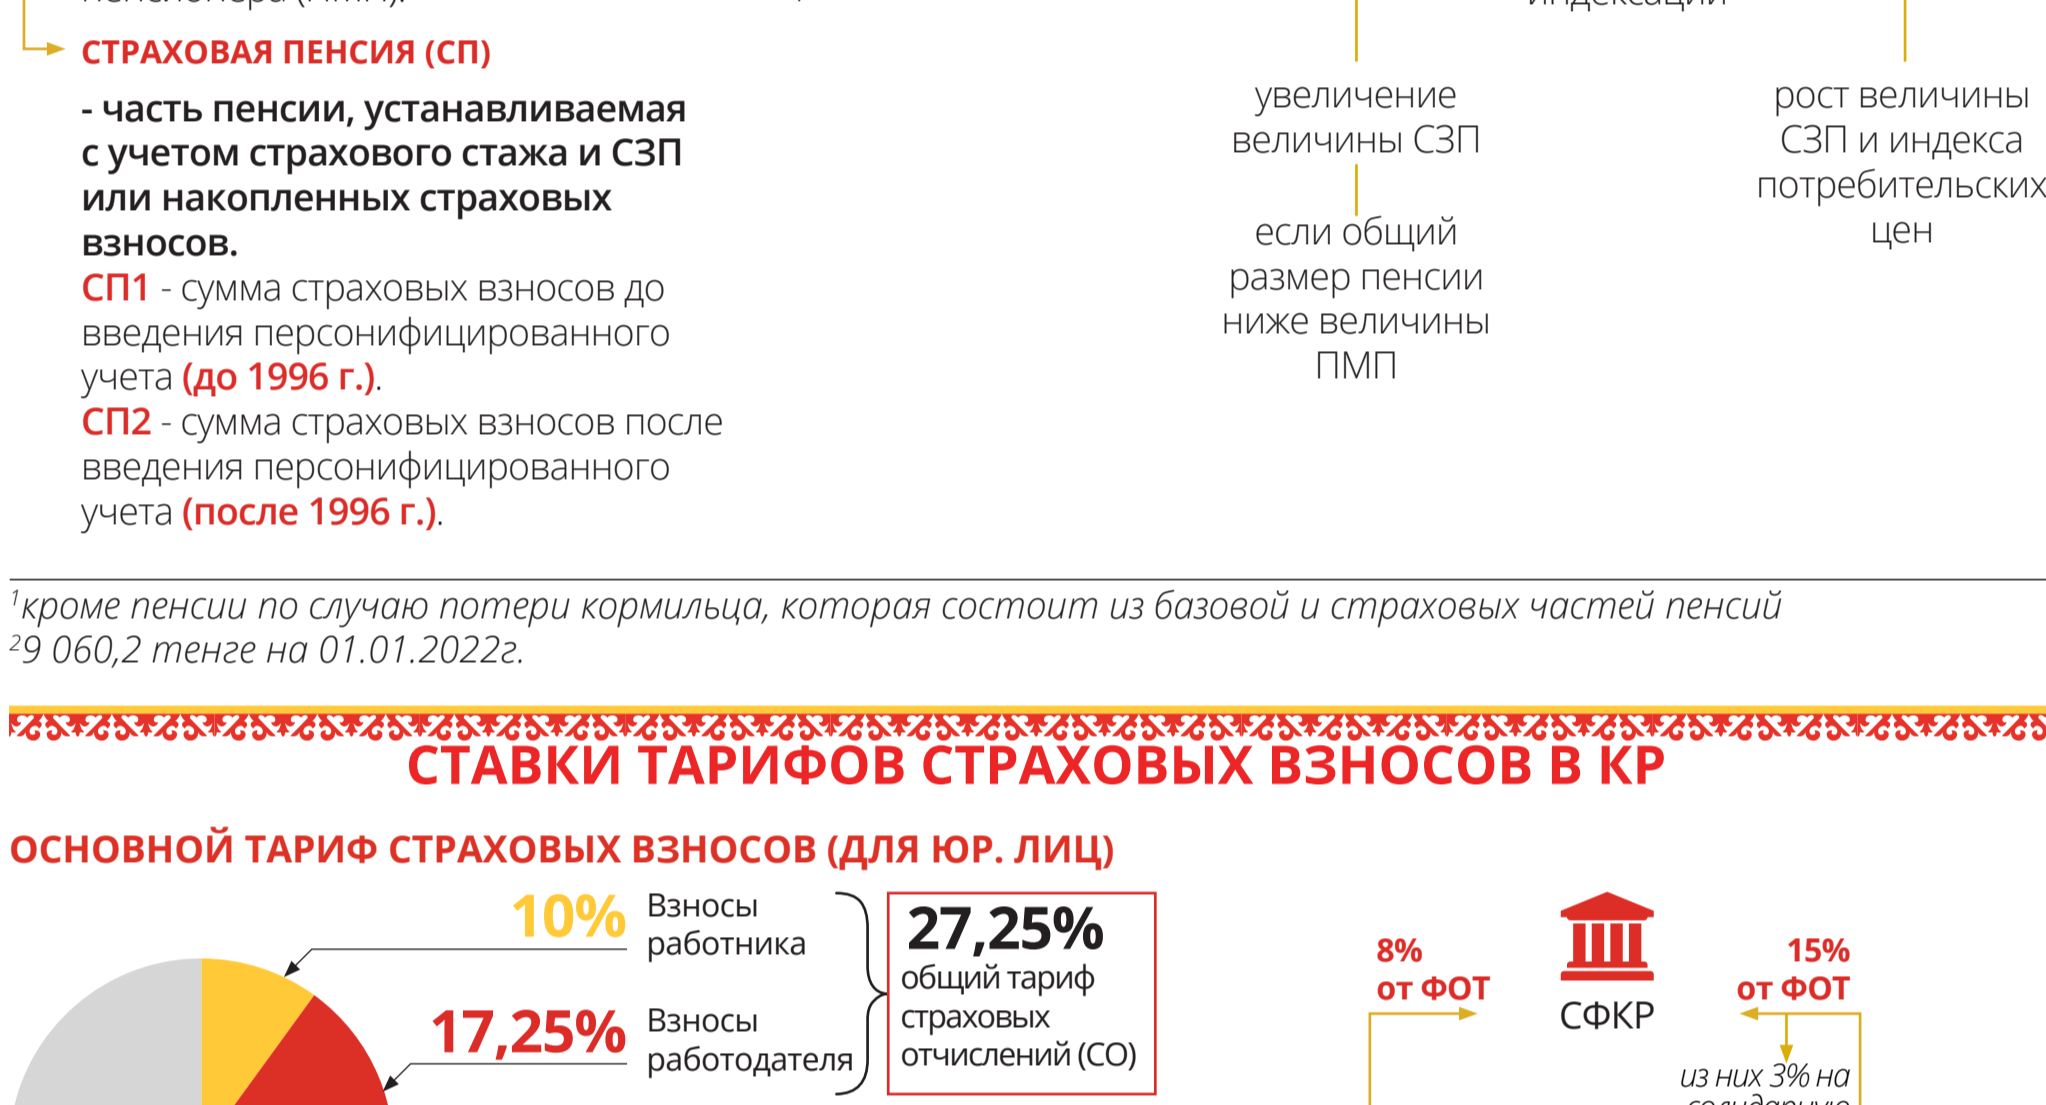 пенсионера (ПМП).
индексации
СТРАХОВАЯ ПЕНСИЯ (СП)
- часть пенсии, устанавливаемая
с учетом страхового стажа и СЗП
или накопленных страховых
взносов.
СП1 - сумма страховых взносов до
введения персонифицированного
учета (до 1996 г.).
СП2 - сумма страховых взносов после
введения персонифицированного
учета (после 1996 г.).
увеличение
величины СЗП
если общий
размер пенсии
ниже величины
ПМП
рост величины
СЗП и индекса
потребительских
цен
¹кроме пенсии по случаю потери кормильца, которая состоит из базовой и страховых частей пенсий
²9 060,2 тенге на 01.01.2022г.
СТАВКИ ТАРИФОВ СТРАХОВЫХ ВЗНОСОВ В КР
ОСНОВНОЙ ТАРИФ СТРАХОВЫХ ВЗНОСОВ (ДЛЯ ЮР. ЛИЦ)
10%
Взносы
работника
17,25%
Взносы
работодателя
27,25%
общий тариф
страховых
отчислений (СО)
8%
от ФОТ
СФКР
15%
от ФОТ
из них 3% на
солидарную